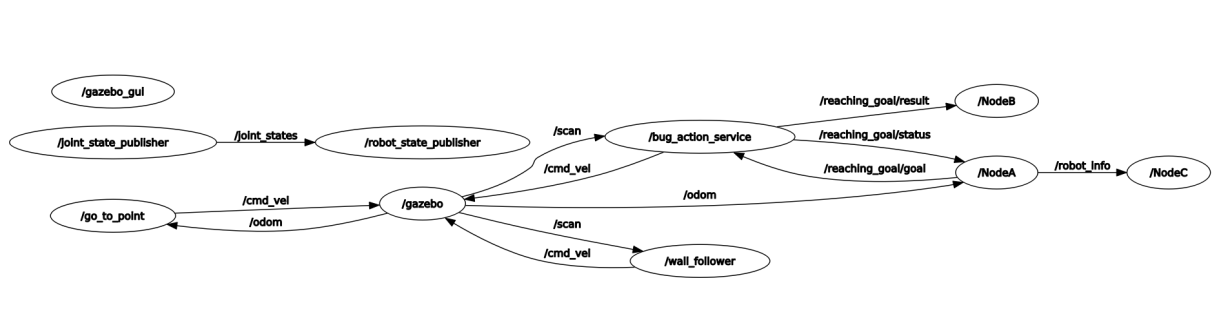 /gazebo_gui
/joint_state_publisher
/joint_states
/robot_state_publisher
/go_to_point
/cmd_vel
/odom
/gazebo
/scan
/cmd_vel
/bug_action_service
/odom
/scan
/cmd_vel
/wall_follower
/reaching_goal/result
/NodeB
/reaching_goal/status
/reaching_goal/goal
/NodeA
/robot_info
/NodeC